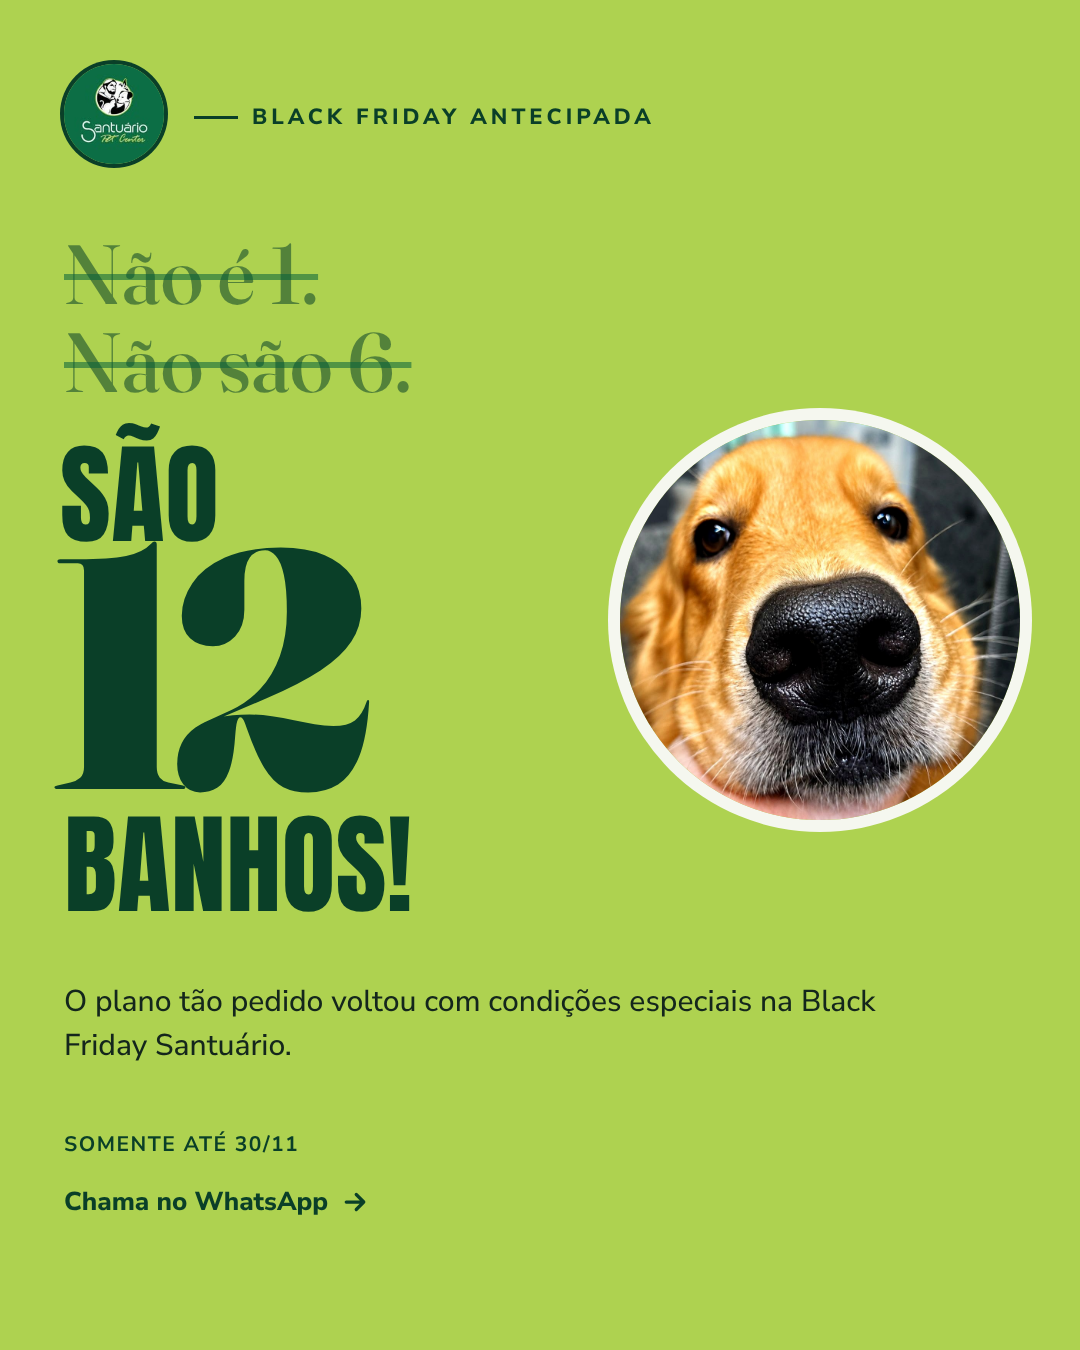 Santuário
Pet Center
BLACK FRIDAY ANTECIPADA
Não é 1.
Não são 6.
SÃO
12
BANHOS!
O plano tão pedido voltou com condições especiais na Black
Friday Santuário.
SOMENTE ATÉ 30/11
Chama no WhatsApp →